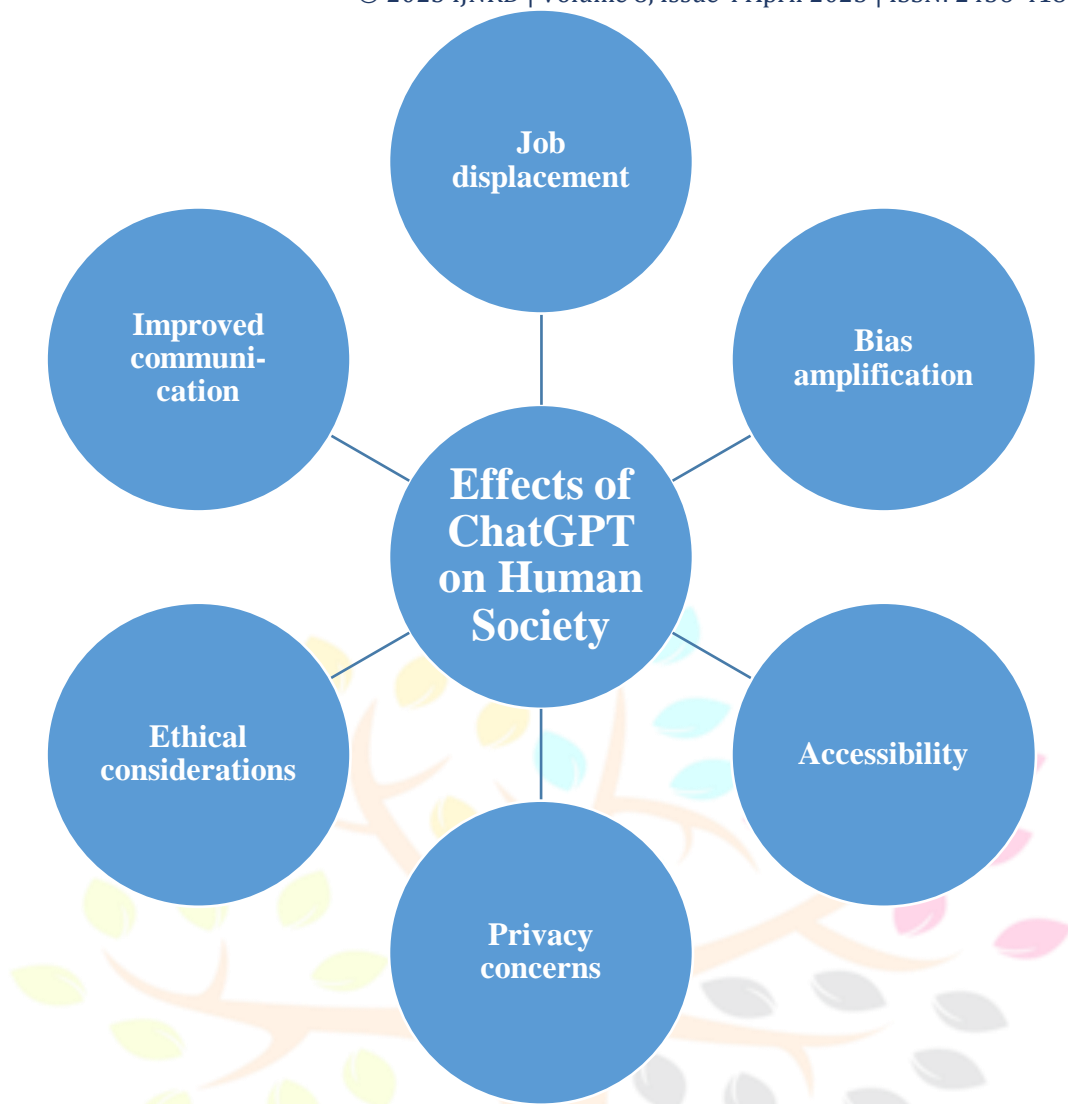 Job
displacement
Bias
amplification
Accessibility
Privacy
concerns
Ethical
considerations
Improved
communi-
cation
Effects of
ChatGPT
on Human
Society